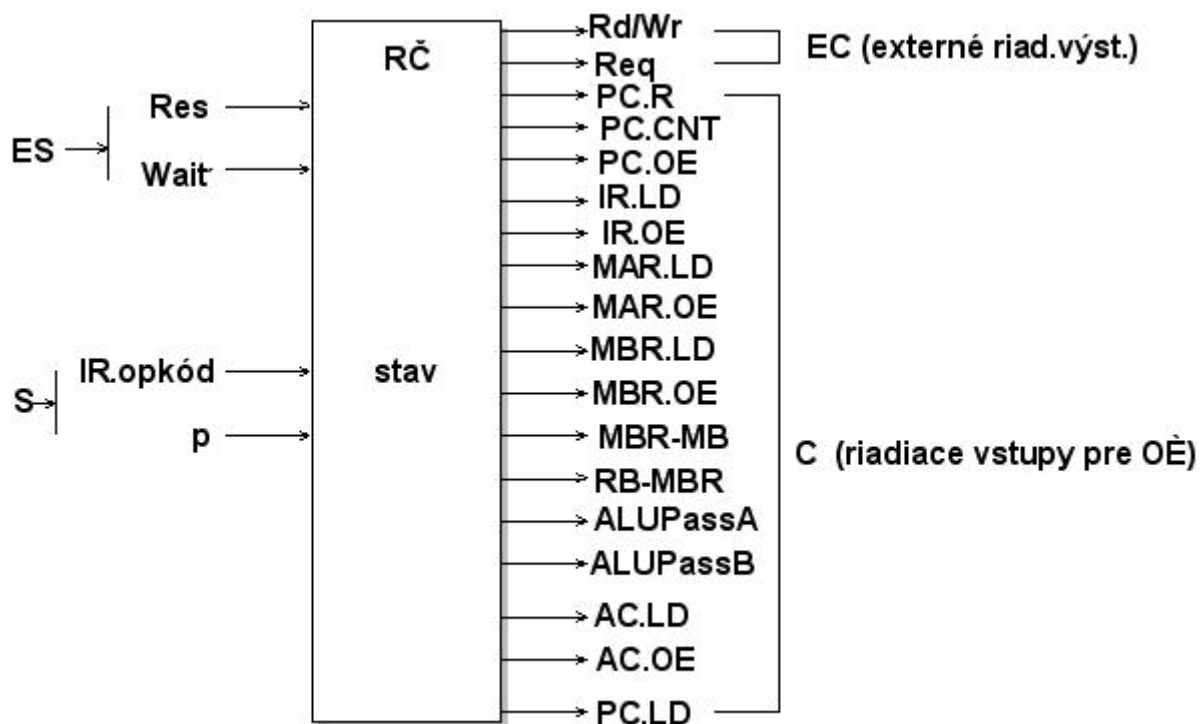 Rd/Wr
EC (externé riad.výst.)
RČ
Req
PC.R
Res
PC.CNT
ES
PC.OE
Wait
IR.LD
IR.OE
MAR.LD
MAR.OE
MBR.LD
IR.opkód
stav
MBR.OE
S
p
MBR-MB
C (riadiace vstupy pre OÈ)
RB-MBR
ALUPassA
ALUPassB
AC.LD
AC.OE
PC.LD